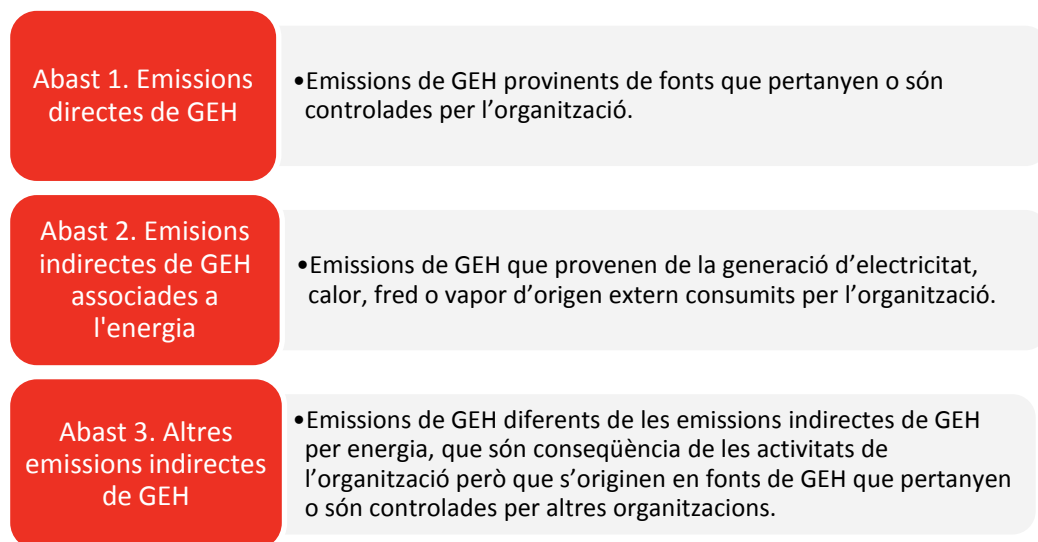 Abast 1. Emissions
directes de GEH
•Emissions de GEH provinents de fonts que pertanyen o són
controlades per l’organització.
Abast 2. Emisions
indirectes de GEH
associades a
l'energia
•Emissions de GEH que provenen de la generació d’electricitat,
calor, fred o vapor d’origen extern consumits per l’organització.
Abast 3. Altres
emissions indirectes
de GEH
•Emissions de GEH diferents de les emissions indirectes de GEH
per energia, que són conseqüència de les activitats de
l’organització però que s’originen en fonts de GEH que pertanyen
o són controlades per altres organitzacions.